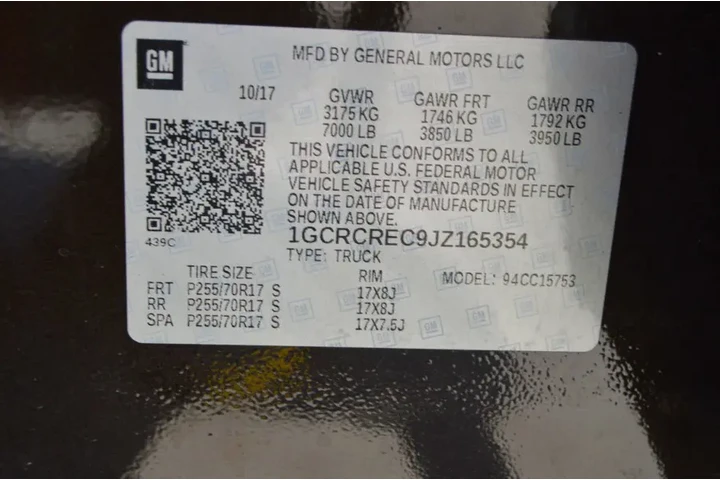 GM
MFD BY GENERAL MOTORS LLC
10/17 GVWR GAWR FRT GAWR RR
3175 KG 1746 KG 1792 KG
7000 LB 3850 LB 3950 LB
THIS VEHICLE CONFORMS TO ALL
APPLICABLE U.S. FEDERAL MOTOR
VEHICLE SAFETY STANDARDS IN EFFECT
ON THE DATE OF MANUFACTURE
SHOWN ABOVE.
439C
1GCRCREC9JZ165354
TYPE: TRUCK
TIRE SIZE RIM MODEL: 94CC15753
FRT P255/70R17 S 17X8J
RR P255/70R17 S 17X8J
SPA P255/70R17 S 17X7.5J